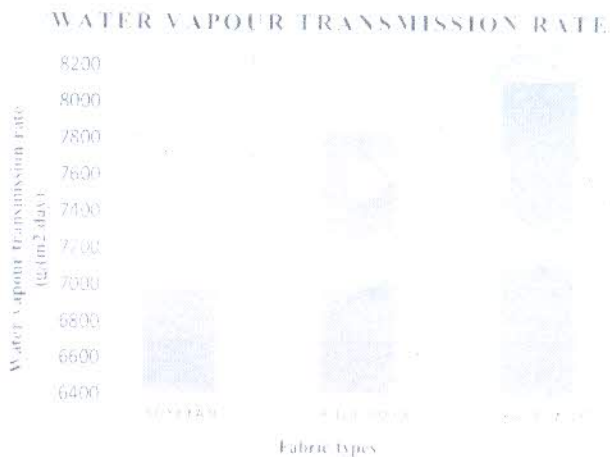 WATER VAPOUR TRANSMISSION RATE
Water vapour transmission rate
(g/(m2.day)
8200
8000
7800
7600
7400
7200
7000
6800
6600
6400
Fabric types